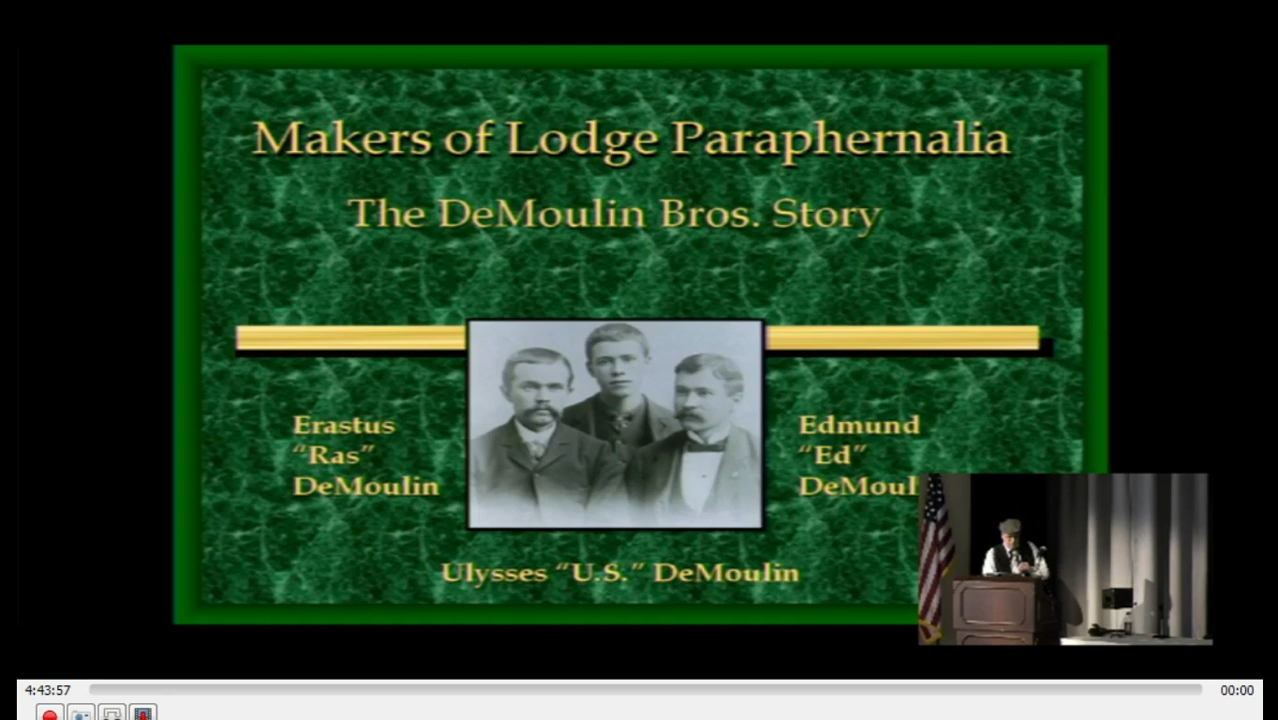 Makers of Lodge Paraphernalia
The DeMoulin Bros. Story
Erastus
“Ras”
DeMoulin
Edmund
“Ed”
DeMoul
Ulysses “U.S.” DeMoulin
4:43:57
00:00